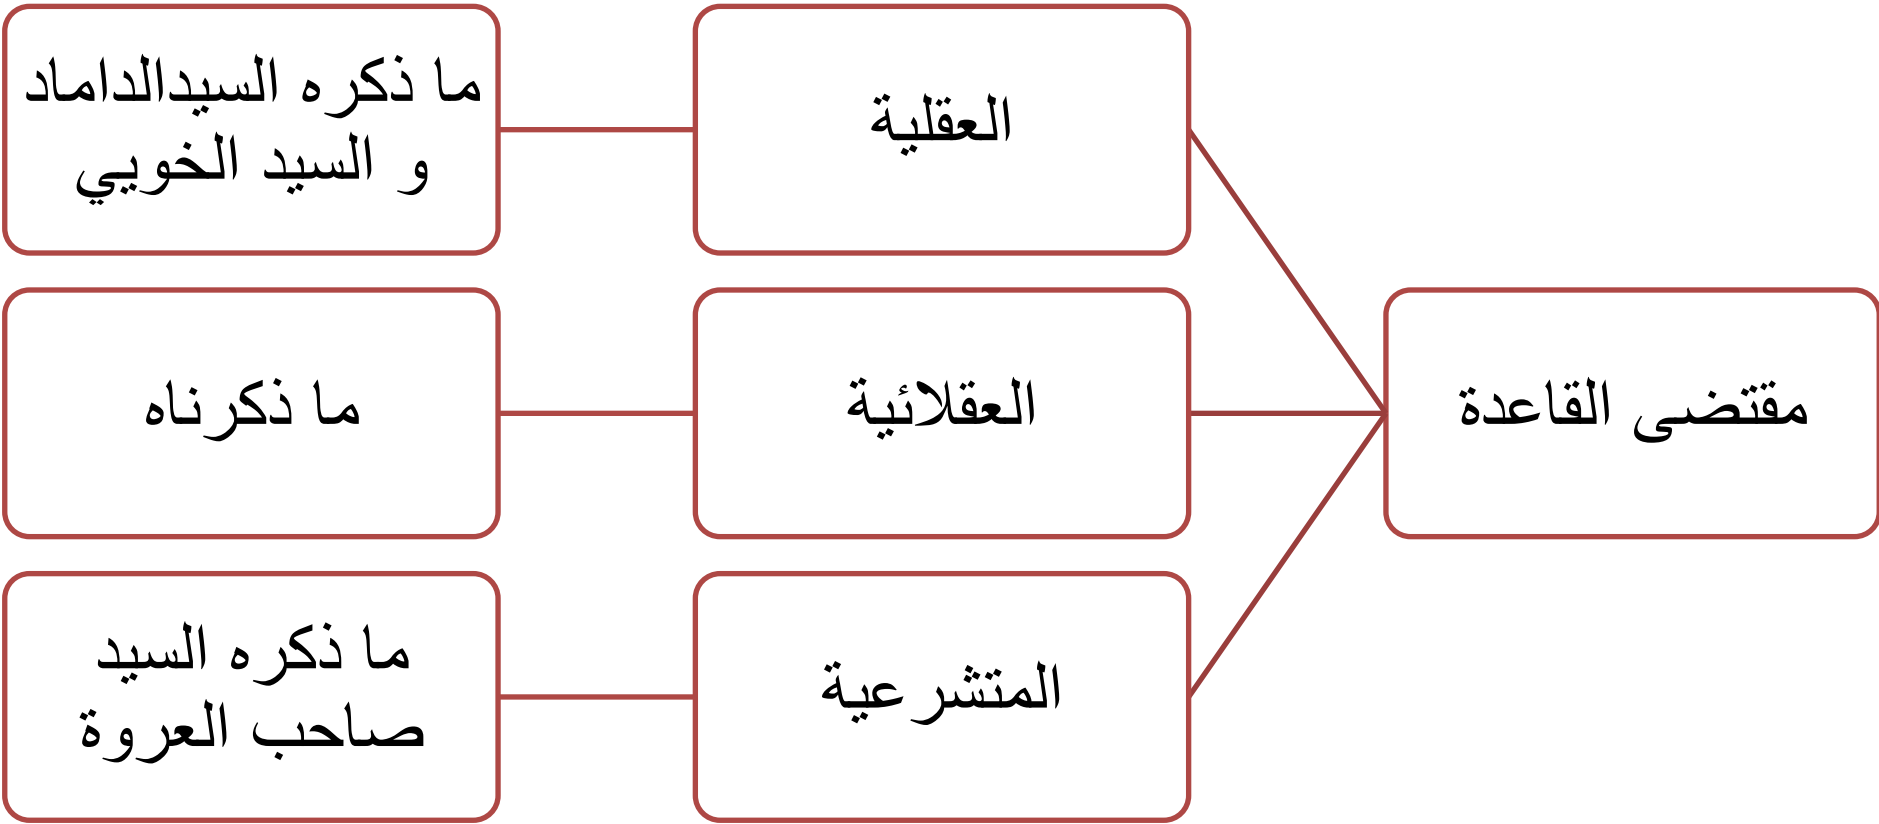 مقتضى القاعدة
العقلية
ما ذكره السيدالداماد
و السيد الخويي
العقلائية
ما ذكرناه
المتشرعية
ما ذكره السيد
صاحب العروة